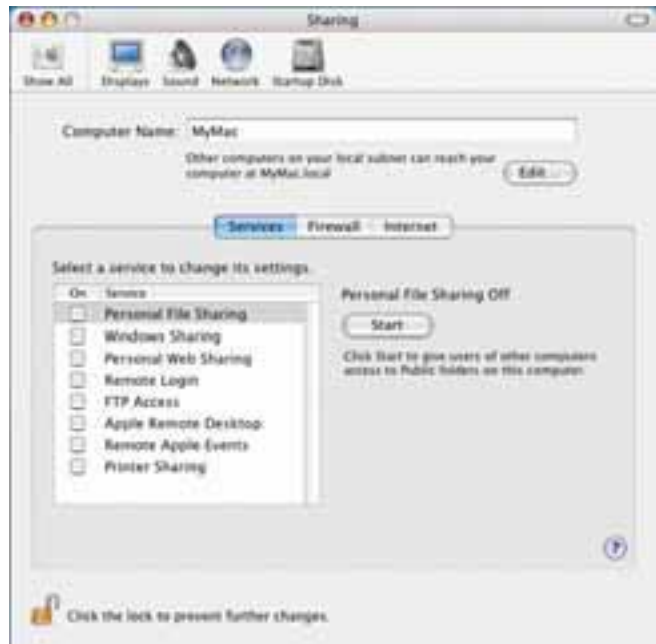 Sharing
Show All
Displays
Sound
Network
Startup Disk
Computer Name: MyMac
Other computers on your local subnet can reach your
computer at MyMac.local
Edit...
Services
Firewall
Internet
Select a service to change its settings.
On
Service
Personal File Sharing
Windows Sharing
Personal Web Sharing
Remote Login
FTP Access
Apple Remote Desktop
Remote Apple Events
Printer Sharing
Personal File Sharing Off
Start
Click Start to give users of other computers
access to Public folders on this computer.
?
Click the lock to prevent further changes.